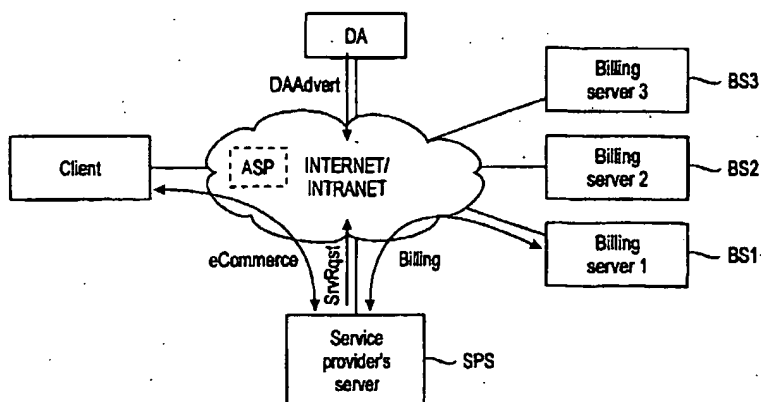 DA
DAAdvert
Billing
server 3
BS3
Client
ASP
INTERNET/
INTRANET
Billing
server 2
BS2
eCommerce
SrvRqst
Billing
Billing
server 1
BS1
Service
provider's
server
SPS